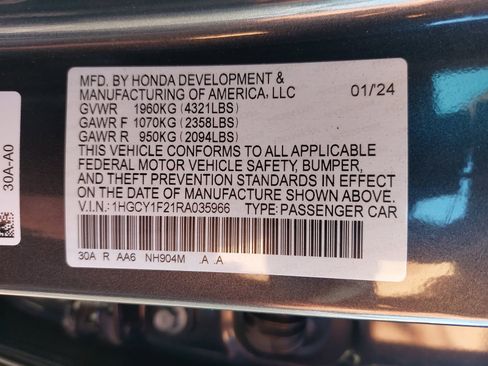 MFD. BY HONDA DEVELOPMENT &
MANUFACTURING OF AMERICA, LLC 01/24
GVWR 1960KG (4321LBS)
GAWR F 1070KG (2358LBS)
GAWR R 950KG (2094LBS)
THIS VEHICLE CONFORMS TO ALL APPLICABLE
FEDERAL MOTOR VEHICLE SAFETY, BUMPER,
AND THEFT PREVENTION STANDARDS IN EFFECT
ON THE DATE OF MANUFACTURE SHOWN ABOVE.
V.I.N.:1HGCY1F21RA035966 TYPE:PASSENGER CAR
30A R AA6 NH904M .A .A
30A-A0